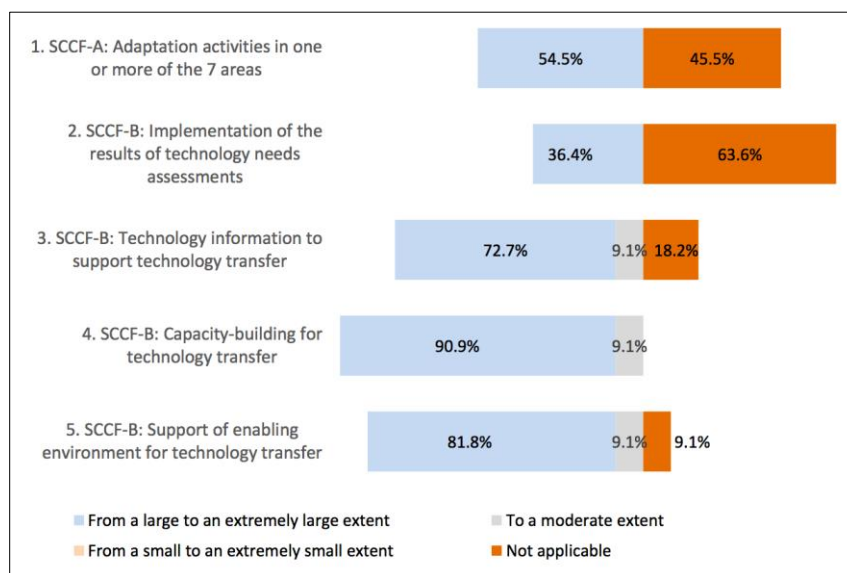 1. SCCF-A: Adaptation activities in one
or more of the 7 areas
54.5%
45.5%
2. SCCF-B: Implementation of the
results of technology needs
assessments
36.4%
63.6%
3. SCCF-B: Technology information to
support technology transfer
72.7%
9.1%
18.2%
4. SCCF-B: Capacity-building for
technology transfer
90.9%
9.1%
5. SCCF-B: Support of enabling
environment for technology transfer
81.8%
9.1%
9.1%
From a large to an extremely large extent
To a moderate extent
From a small to an extremely small extent
Not applicable